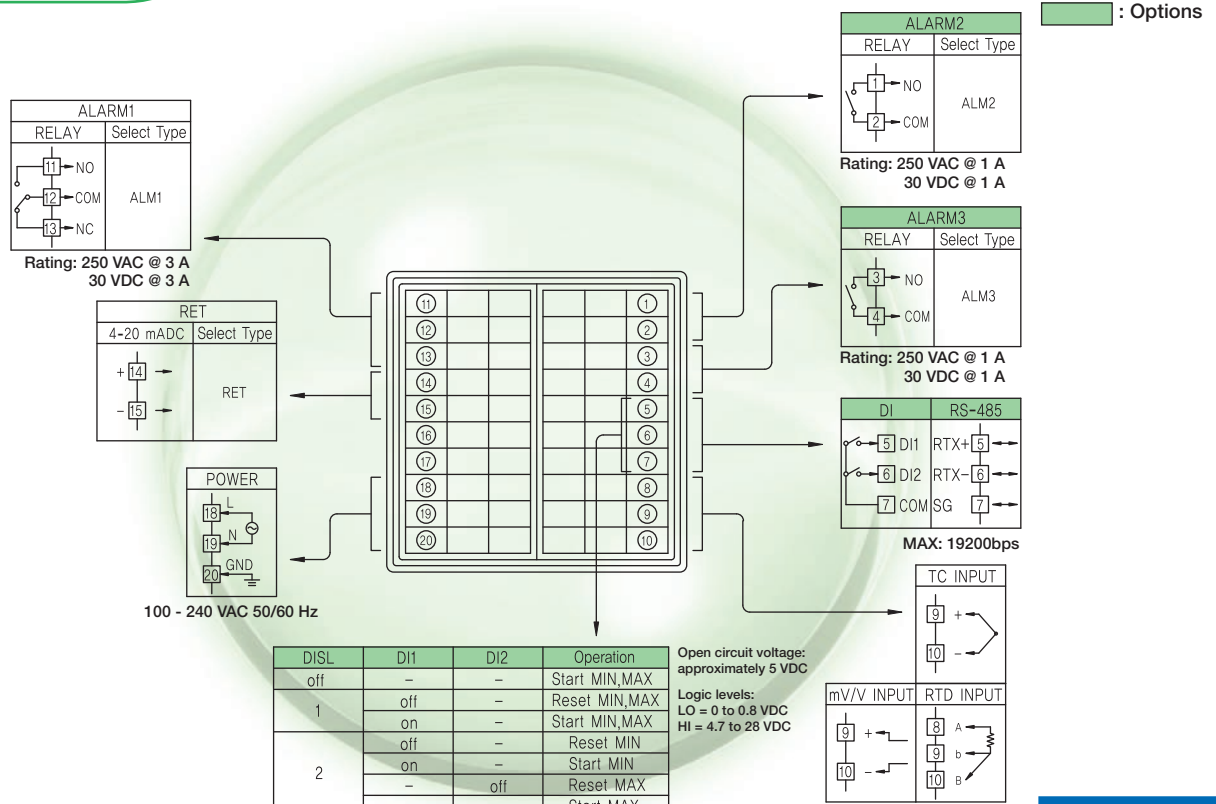 : Options
ALARM1
RELAY Select Type
11 NO
12 COM ALM1
13 NC
Rating: 250 VAC @ 3 A
30 VDC @ 3 A
RET
4-20 mADC Select Type
+ 14
RET
- 15
POWER
18 L
19 N
20 GND
100 - 240 VAC 50/60 Hz
11 1
12 2
13 3
14 4
15 5
16 6
17 7
18 8
19 9
20 10
ALARM2
RELAY Select Type
1 NO
ALM2
2 COM
Rating: 250 VAC @ 1 A
30 VDC @ 1 A
ALARM3
RELAY Select Type
3 NO
ALM3
4 COM
Rating: 250 VAC @ 1 A
30 VDC @ 1 A
DI RS-485
5 DI1 RTX+ 5
6 DI2 RTX- 6
7 COM SG 7
MAX: 19200bps
TC INPUT
9 +
10 -
mV/V INPUT RTD INPUT
8 A
9 + 9 b
10 - 10 B
DISL DI1 DI2 Operation
off - - Start MIN,MAX
1 off - Reset MIN,MAX
on - Start MIN,MAX
2 off - Reset MIN
on - Start MIN
- off Reset MAX
Start MAX
Open circuit voltage:
approximately 5 VDC
Logic levels:
LO = 0 to 0.8 VDC
HI = 4.7 to 28 VDC